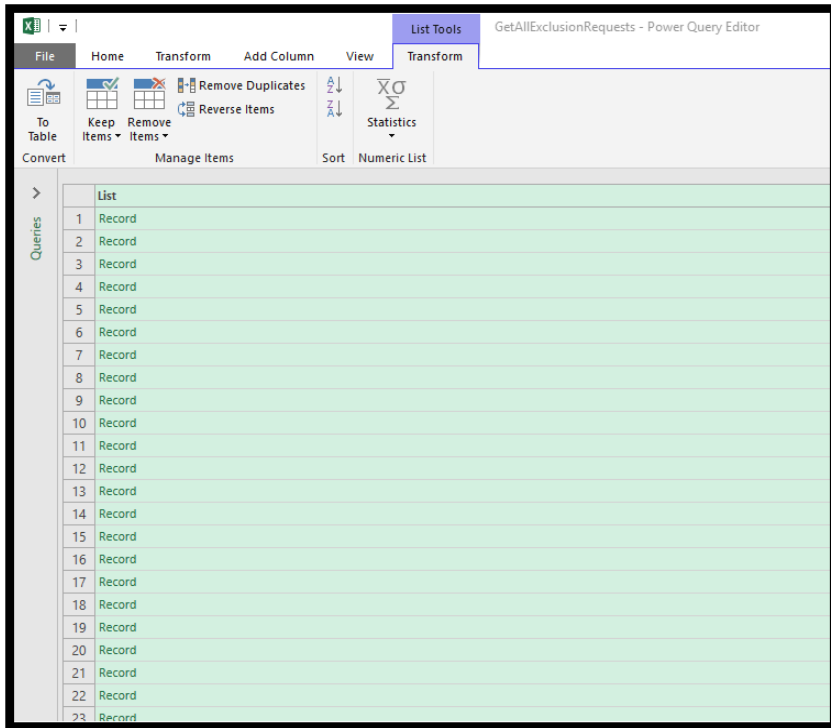 List Tools
GetAllExclusionRequests - Power Query Editor
File Home Transform Add Column View Transform
To Table
Keep Items
Remove Items
Remove Duplicates
Reverse Items
Statistics
Convert Manage Items Sort Numeric List
Queries
List
1 Record
2 Record
3 Record
4 Record
5 Record
6 Record
7 Record
8 Record
9 Record
10 Record
11 Record
12 Record
13 Record
14 Record
15 Record
16 Record
17 Record
18 Record
19 Record
20 Record
21 Record
22 Record
23 Record